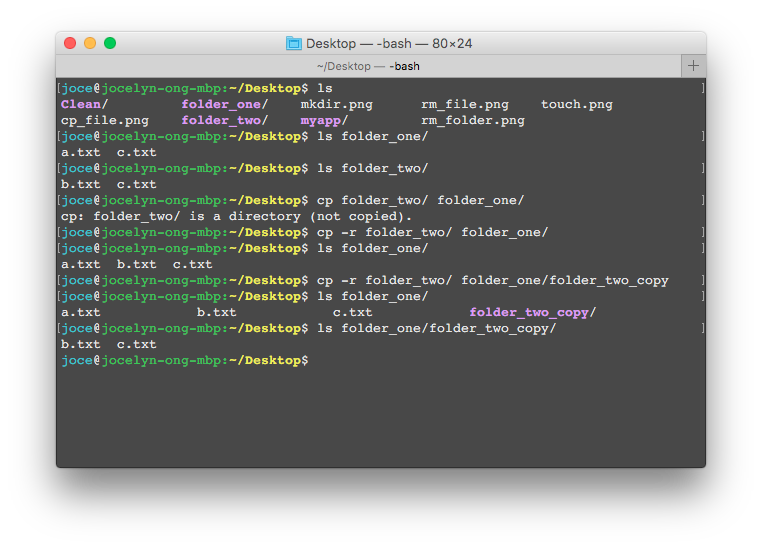 Desktop — -bash — 80×24
~/Desktop — -bash
[joce@jocelyn-ong-mbp:~/Desktop$ ls ]
Clean/ folder_one/ mkdir.png rm_file.png touch.png
cp_file.png folder_two/ myapp/ rm_folder.png
[joce@jocelyn-ong-mbp:~/Desktop$ ls folder_one/ ]
a.txt c.txt
[joce@jocelyn-ong-mbp:~/Desktop$ ls folder_two/ ]
b.txt c.txt
[joce@jocelyn-ong-mbp:~/Desktop$ cp folder_two/ folder_one/ ]
cp: folder_two/ is a directory (not copied).
[joce@jocelyn-ong-mbp:~/Desktop$ cp -r folder_two/ folder_one/ ]
[joce@jocelyn-ong-mbp:~/Desktop$ ls folder_one/ ]
a.txt b.txt c.txt
[joce@jocelyn-ong-mbp:~/Desktop$ cp -r folder_two/ folder_one/folder_two_copy ]
[joce@jocelyn-ong-mbp:~/Desktop$ ls folder_one/ ]
a.txt b.txt c.txt folder_two_copy/
[joce@jocelyn-ong-mbp:~/Desktop$ ls folder_one/folder_two_copy/ ]
b.txt c.txt
joce@jocelyn-ong-mbp:~/Desktop$